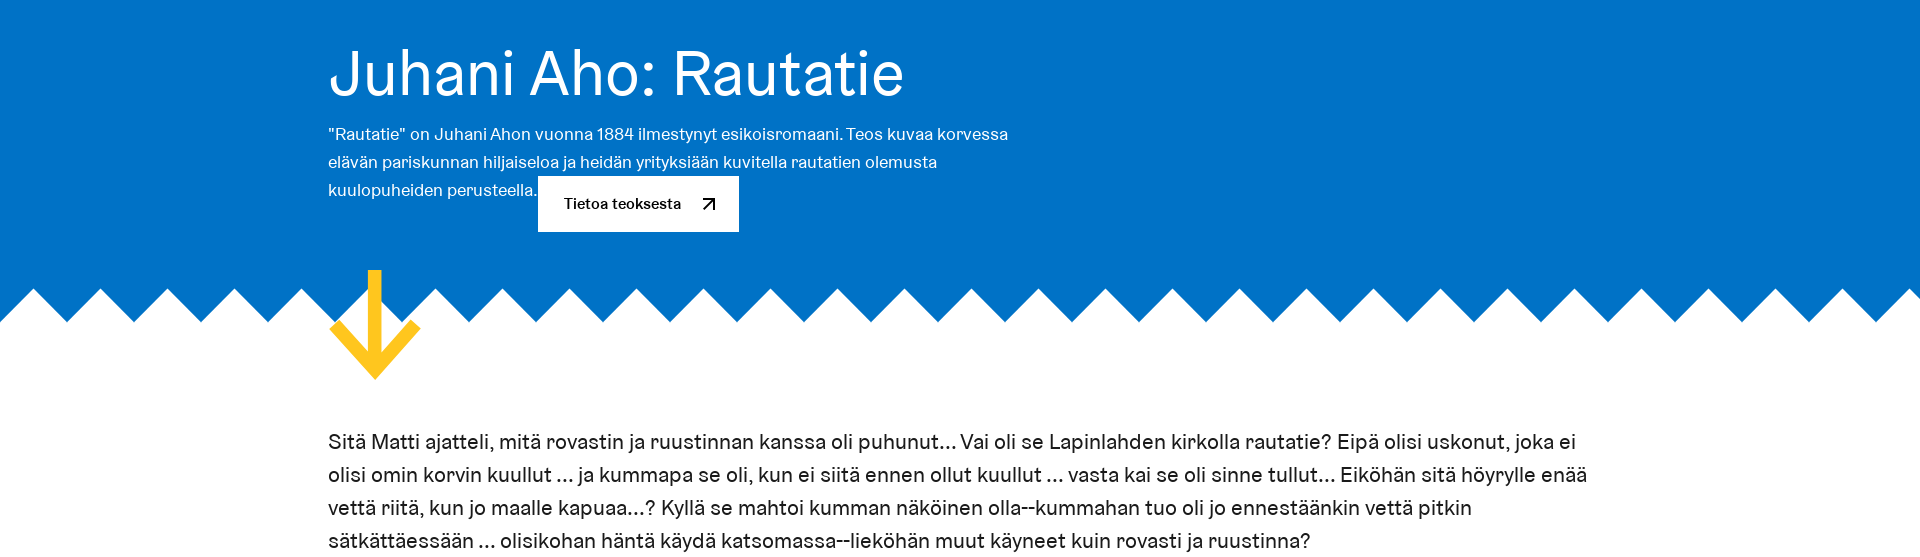 Juhani Aho: Rautatie
"Rautatie" on Juhani Ahon vuonna 1884 ilmestynyt esikoisromaani. Teos kuvaa korvessa
elävän pariskunnan hiljaiseloa ja heidän yrityksiään kuvitella rautatien olemusta
kuulopuheiden perusteella.
Tietoa teoksesta
Sitä Matti ajatteli, mitä rovastin ja ruustinnan kanssa oli puhunut... Vai oli se Lapinlahden kirkolla rautatie? Eipä olisi uskonut, joka ei
olisi omin korvin kuullut ... ja kummapa se oli, kun ei siitä ennen ollut kuullut ... vasta kai se oli sinne tullut... Eiköhän sitä höyrylle enää
vettä riitä, kun jo maalle kapuaa...? Kyllä se mahtoi kumman näköinen olla--kummahan tuo oli jo ennestäänkin vettä pitkin
sätkättäessään ... olisikohan häntä käydä katsomassa--lieköhän muut käyneet kuin rovasti ja ruustinna?